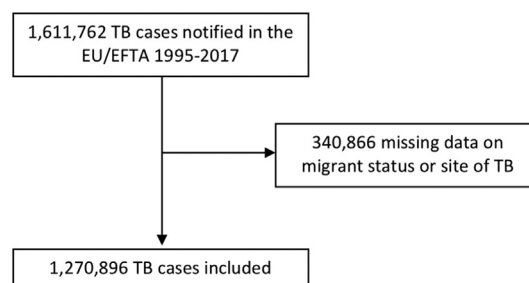 1,611,762 TB cases notified in the
EU/EFTA 1995-2017
340,866 missing data on
migrant status or site of TB
1,270,896 TB cases included